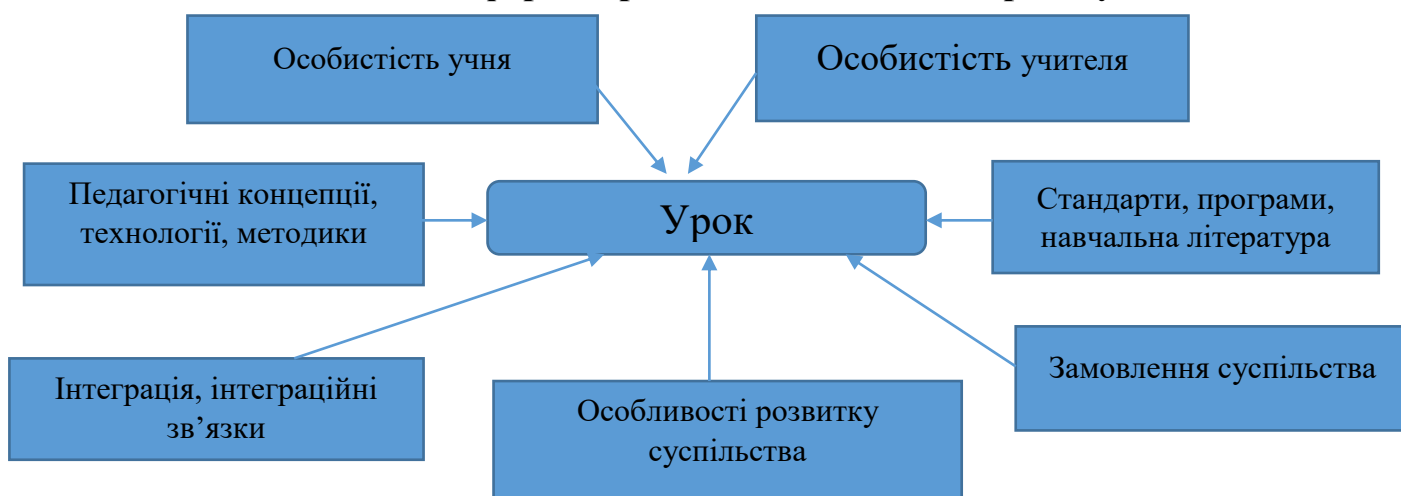 Особистість учня
Особистість учителя
Педагогічні концепції,
технології, методики
Урок
Стандарти, програми,
навчальна література
Інтеграція, інтеграційні
зв’язки
Особливості розвитку
суспільства
Замовлення суспільства